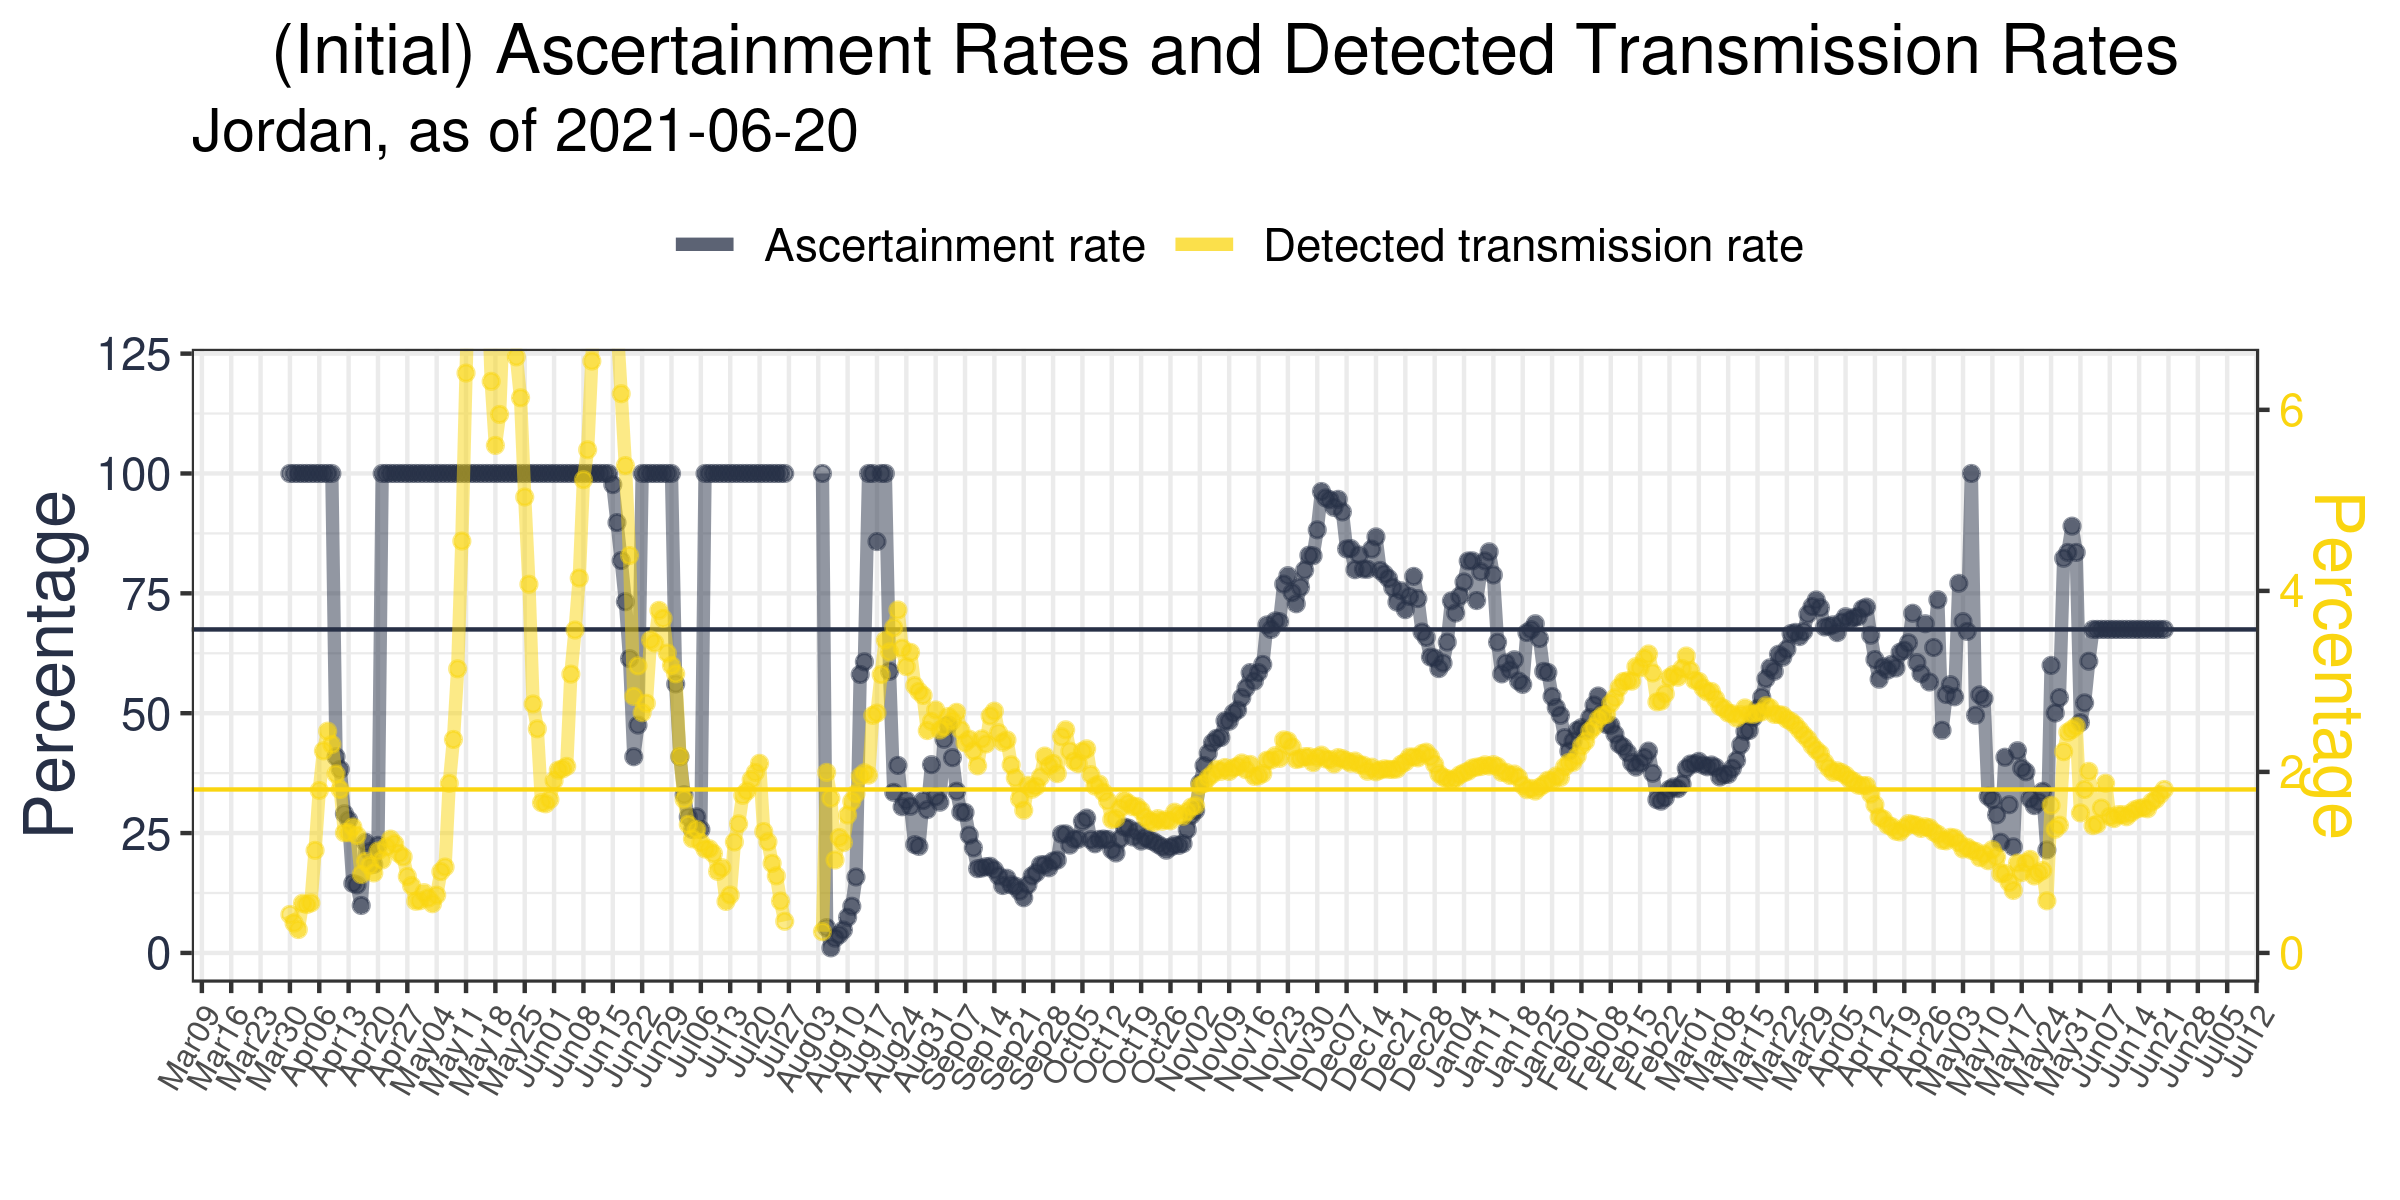 (Initial) Ascertainment Rates and Detected Transmission Rates
Jordan, as of 2021-06-20
Ascertainment rate
Detected transmission rate
Percentage
125
100
75
50
25
0
6
4
2
0
Percentage
Mar09
Mar16
Mar23
Mar30
Apr06
Apr13
Apr20
Apr27
May04
May11
May18
May25
Jun01
Jun08
Jun15
Jun22
Jun29
Jul06
Jul13
Jul20
Jul27
Aug03
Aug10
Aug17
Aug24
Aug31
Sep07
Sep14
Sep21
Sep28
Oct05
Oct12
Oct19
Oct26
Nov02
Nov09
Nov16
Nov23
Nov30
Dec07
Dec14
Dec21
Dec28
Jan04
Jan11
Jan18
Jan25
Feb01
Feb08
Feb15
Feb22
Mar01
Mar08
Mar15
Mar22
Mar29
Apr05
Apr12
Apr19
Apr26
May03
May10
May17
May24
May31
Jun07
Jun14
Jun21
Jun28
Jul05
Jul12